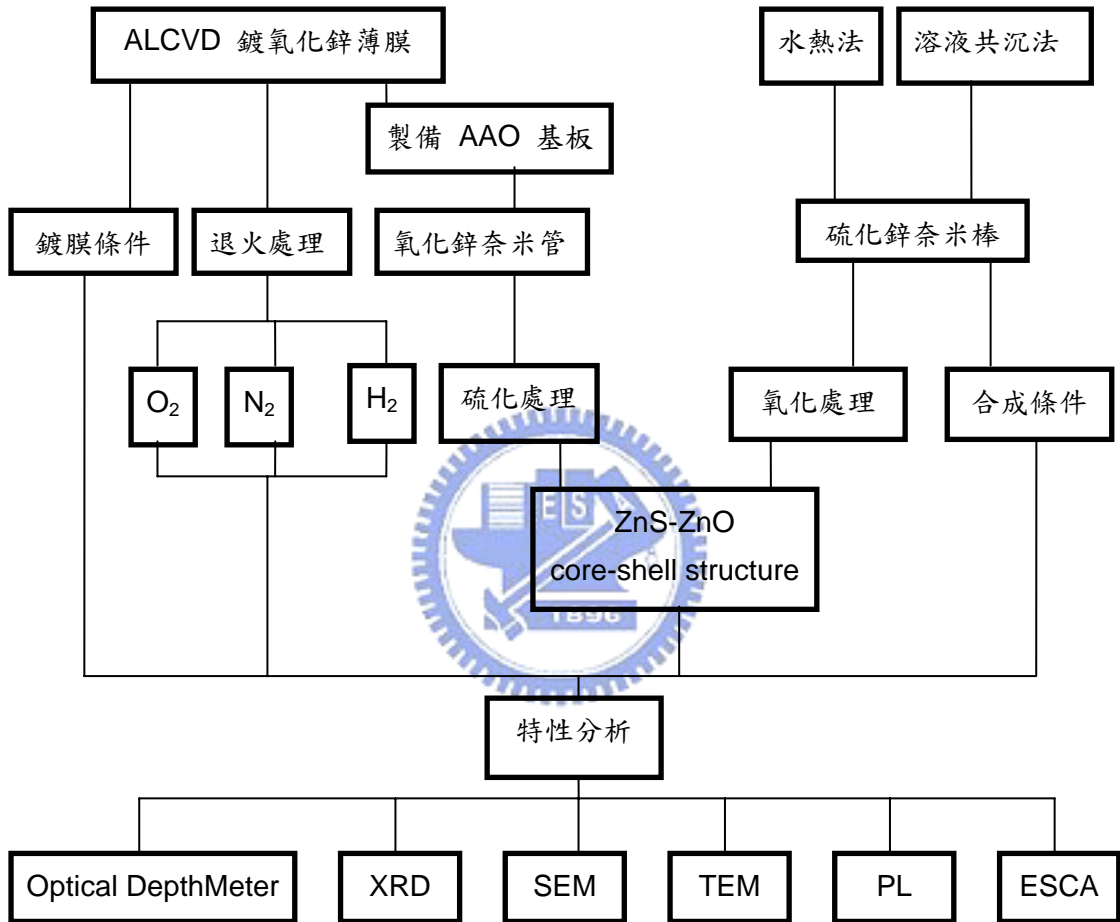 ALCVD 鍍氧化鋅薄膜
水熱法
溶液共沉法
製備 AAO 基板
鍍膜條件
退火處理
氧化鋅奈米管
硫化鋅奈米棒
O₂
N₂
H₂
硫化處理
氧化處理
合成條件
E S A
ZnS-ZnO
core-shell structure
1896
特性分析
Optical DepthMeter
XRD
SEM
TEM
PL
ESCA